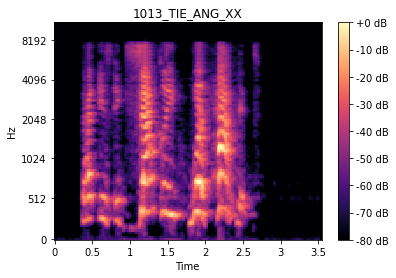 1013_TIE_ANG_XX
Hz
8192
4096
2048
1024
512
0
0 0.5 1 1.5 2 2.5 3 3.5
Time
+0 dB
-10 dB
-20 dB
-30 dB
-40 dB
-50 dB
-60 dB
-70 dB
-80 dB